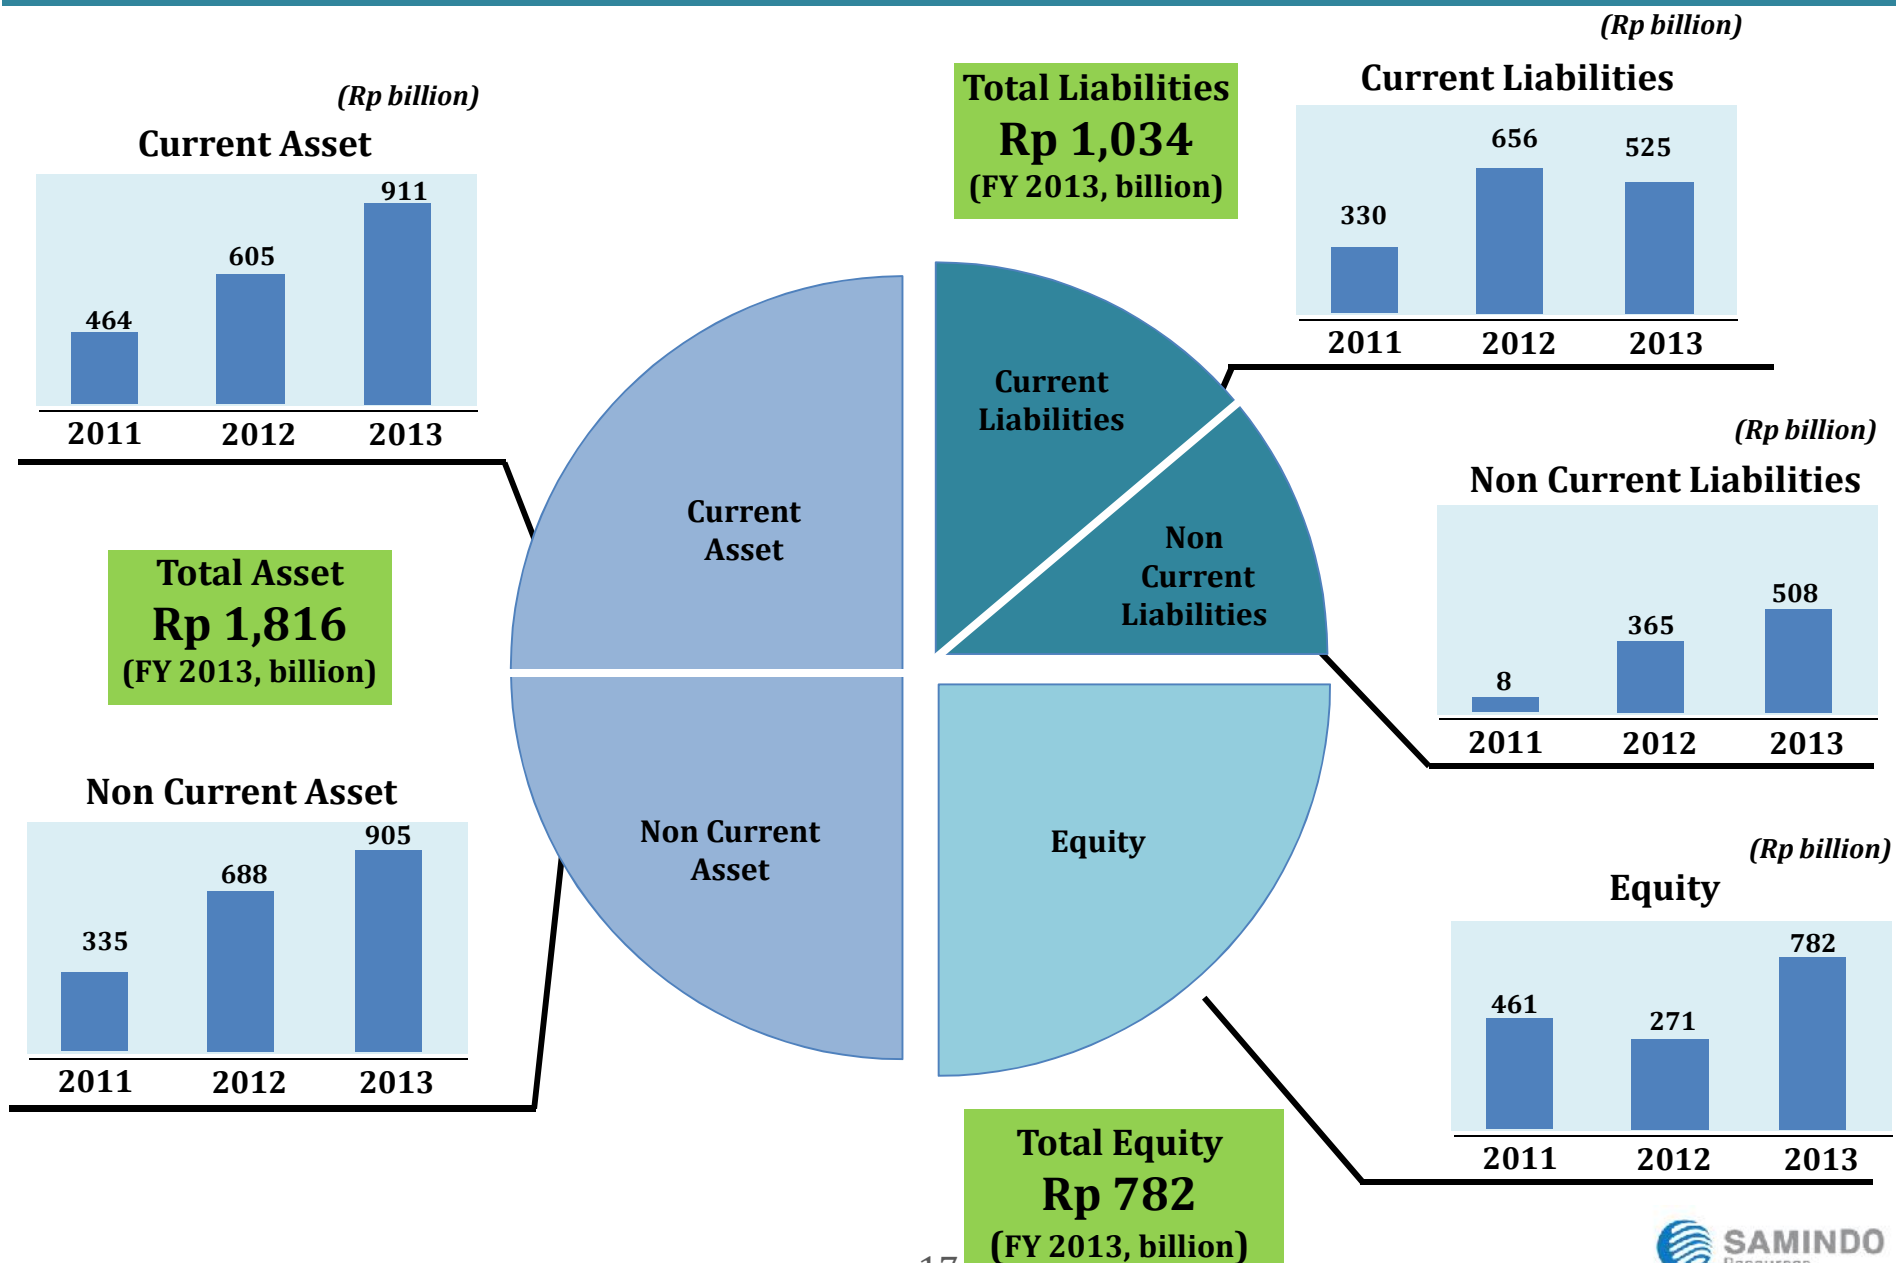 (Rp billion)
Current Asset
911
605
464
2011 2012 2013
Total Asset
Rp 1,816
(FY 2013, billion)
Non Current Asset
905
688
335
2011 2012 2013
Current
Asset
Non Current
Asset
Total Liabilities
Rp 1,034
(FY 2013, billion)
Current
Liabilities
Non
Current
Liabilities
Equity
Total Equity
Rp 782
(FY 2013, billion)
(Rp billion)
Current Liabilities
656
525
330
2011 2012 2013
(Rp billion)
Non Current Liabilities
508
365
8
2011 2012 2013
(Rp billion)
Equity
782
461
271
2011 2012 2013
17
SAMINDO